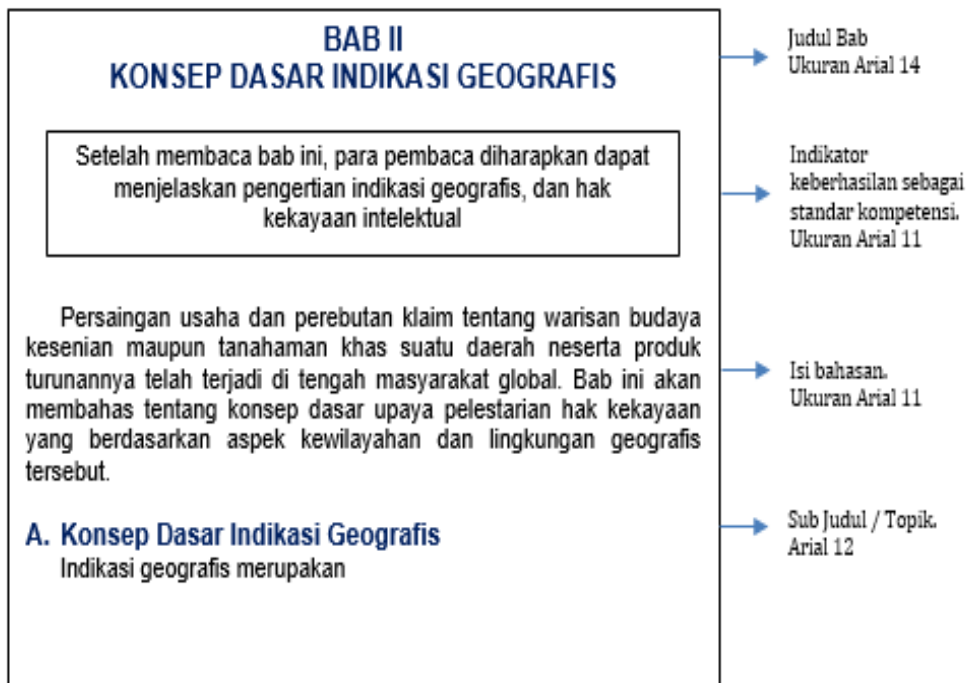 BAB II
KONSEP DASAR INDIKASI GEOGRAFIS
Setelah membaca bab ini, para pembaca diharapkan dapat
menjelaskan pengertian indikasi geografis, dan hak
kekayaan intelektual
Persaingan usaha dan perebutan klaim tentang warisan budaya
kesenian maupun tanahaman khas suatu daerah neserta produk
turunannya telah terjadi di tengah masyarakat global. Bab ini akan
membahas tentang konsep dasar upaya pelestarian hak kekayaan
yang berdasarkan aspek kewilayahan dan lingkungan geografis
tersebut.
A. Konsep Dasar Indikasi Geografis
Indikasi geografis merupakan
Judul Bab
Ukuran Arial 14
Indikator
keberhasilan sebagai
standar kompetensi.
Ukuran Arial 11
Isi bahasan.
Ukuran Arial 11
Sub Judul / Topik.
Arial 12